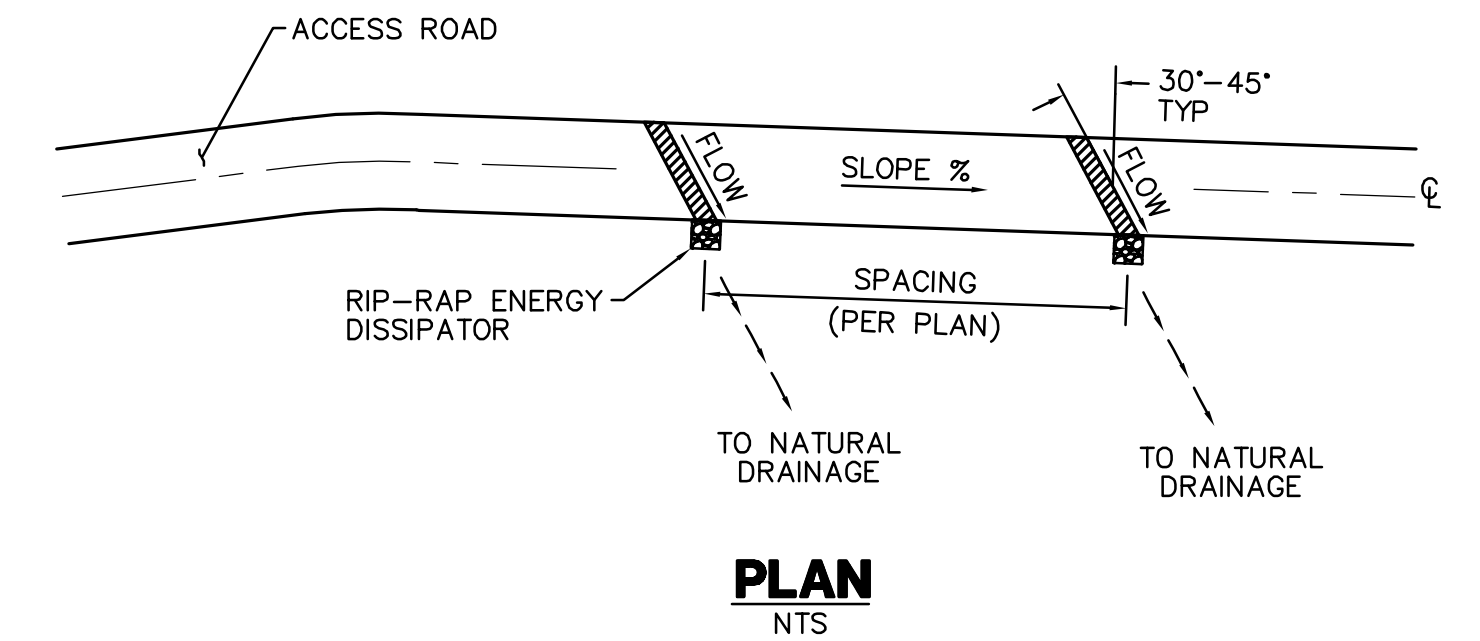 ACCESS ROAD
30°-45°
TYP
FLOW
SLOPE %
FLOW
℄
RIP-RAP ENERGY
DISSIPATOR
SPACING
(PER PLAN)
TO NATURAL
DRAINAGE
TO NATURAL
DRAINAGE
PLAN
NTS